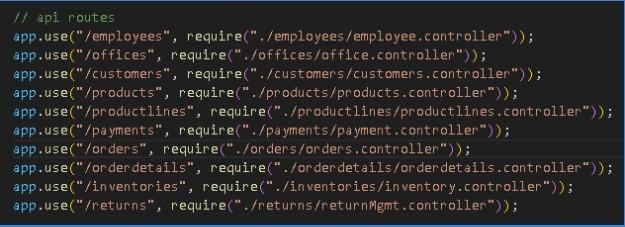 // api routes
app.use("/employees", require("./employees/employee.controller"));
app.use("/offices", require("./offices/office.controller"));
app.use("/customers", require("./customers/customers.controller"));
app.use("/products", require("./products/products.controller"));
app.use("/productlines", require("./productlines/productlines.controller"));
app.use("/payments", require("./payments/payment.controller"));
app.use("/orders", require("./orders/orders.controller"));
app.use("/orderdetails", require("./orderdetails/orderdetails.controller"));
app.use("/inventories", require("./inventories/inventory.controller"));
app.use("/returns", require("./returns/returnMgmt.controller"));